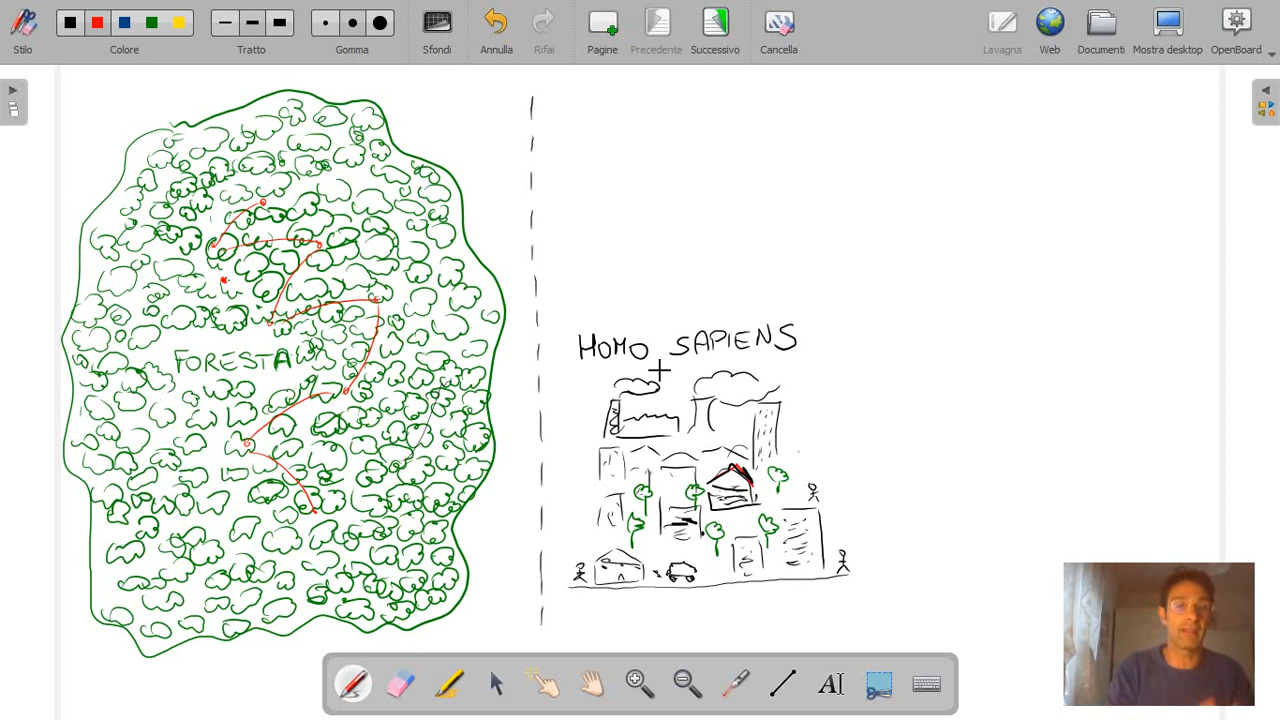 Stilo
Colore
Tratto
Gomma
Sfondi
Annulla
Rifai
Pagine
Precedente
Successivo
Cancella
Lavagna
Web
Documenti
Mostra desktop
OpenBoard
FORESTA
HOMO SAPIENS
AI